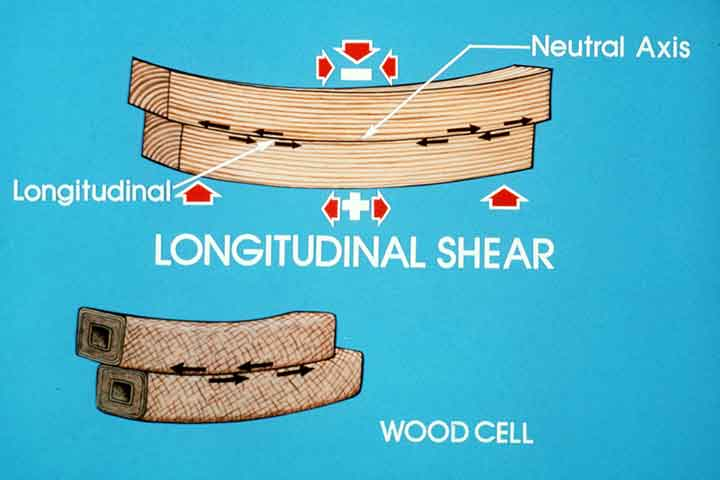 Neutral Axis
Longitudinal
LONGITUDINAL SHEAR
WOOD CELL